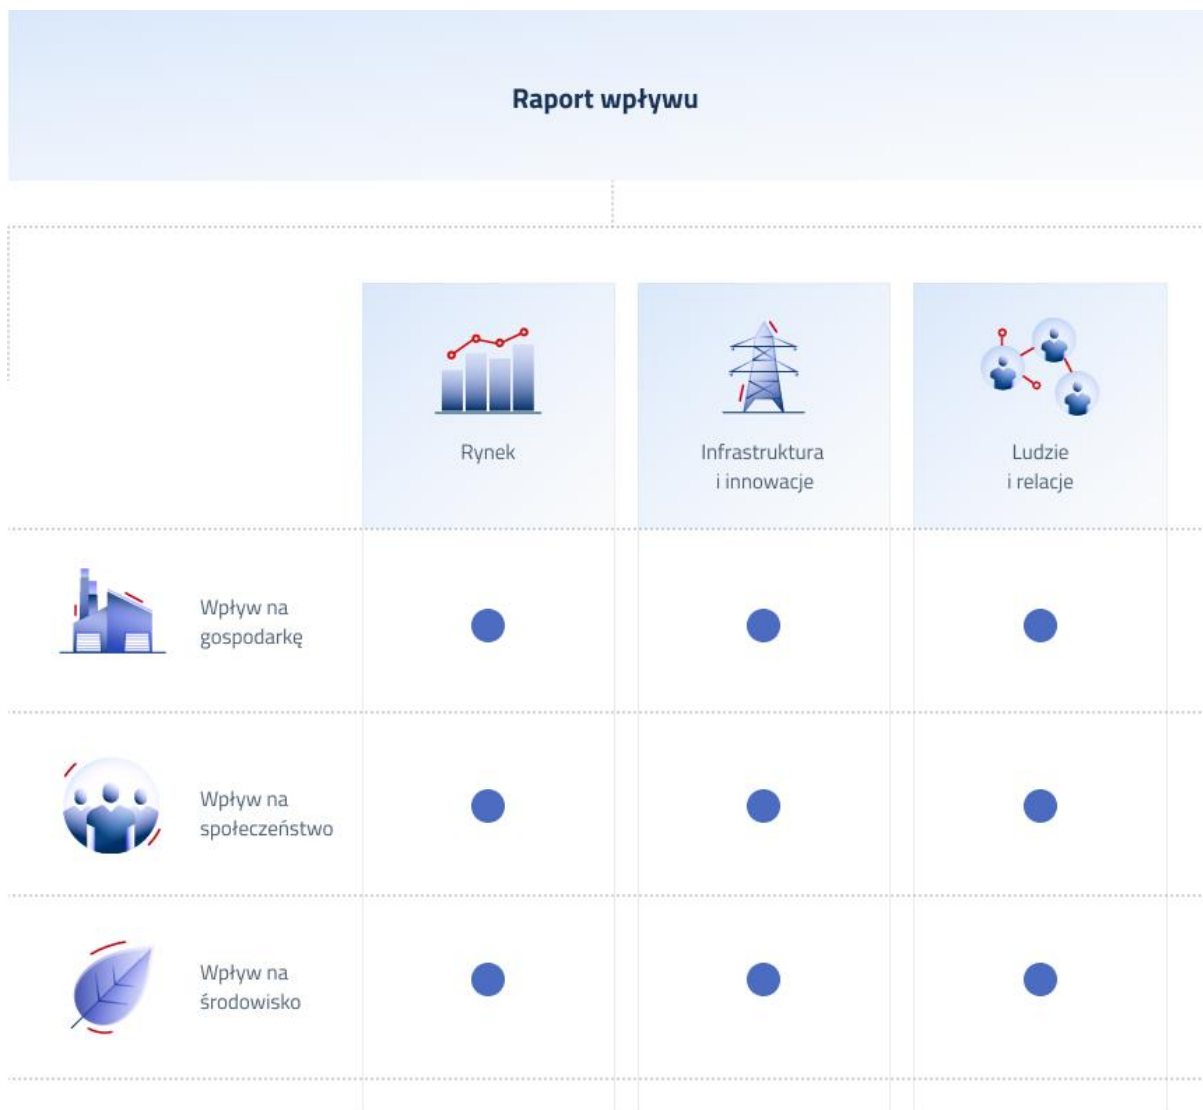 Raport wpływu
Rynek
Infrastruktura
i innowacje
Ludzie
i relacje
Wpływ na
gospodarkę
Wpływ na
społeczeństwo
Wpływ na
środowisko